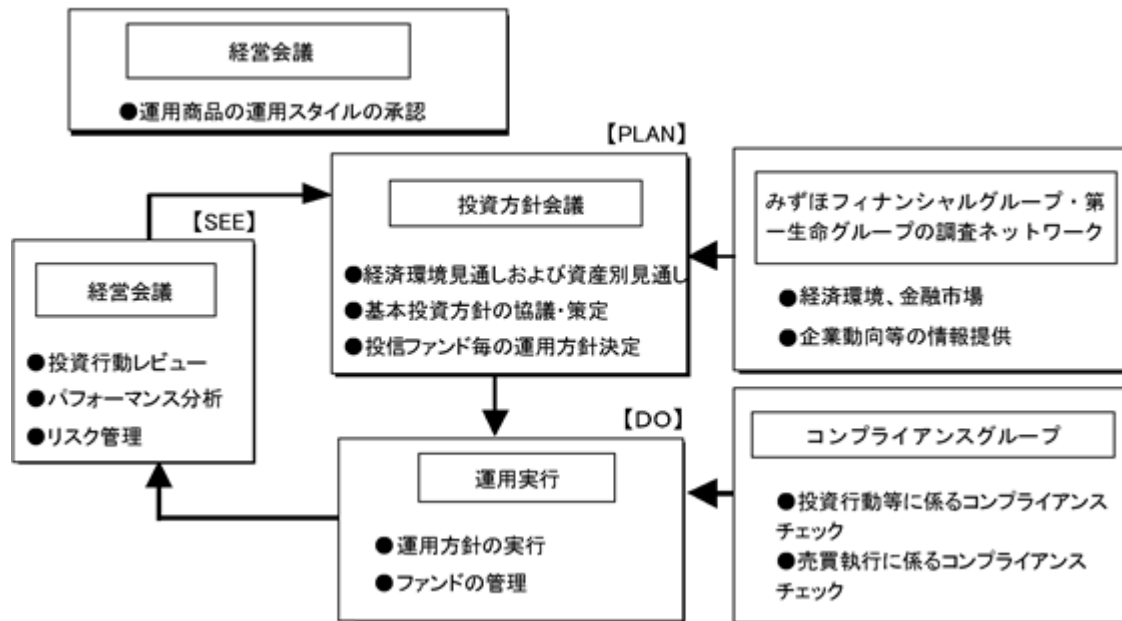 経営会議
●運用商品の運用スタイルの承認
【PLAN】
投資方針会議
●経済環境見通しおよび資産別見通し
●基本投資方針の協議・策定
●投信ファンド毎の運用方針決定
みずほフィナンシャルグループ・第
一生命グループの調査ネットワーク
●経済環境、金融市場
●企業動向等の情報提供
【SEE】
経営会議
●投資行動レビュー
●パフォーマンス分析
●リスク管理
【DO】
運用実行
●運用方針の実行
●ファンドの管理
コンプライアンスグループ
●投資行動等に係るコンプライアンス
チェック
●売買執行に係るコンプライアンス
チェック